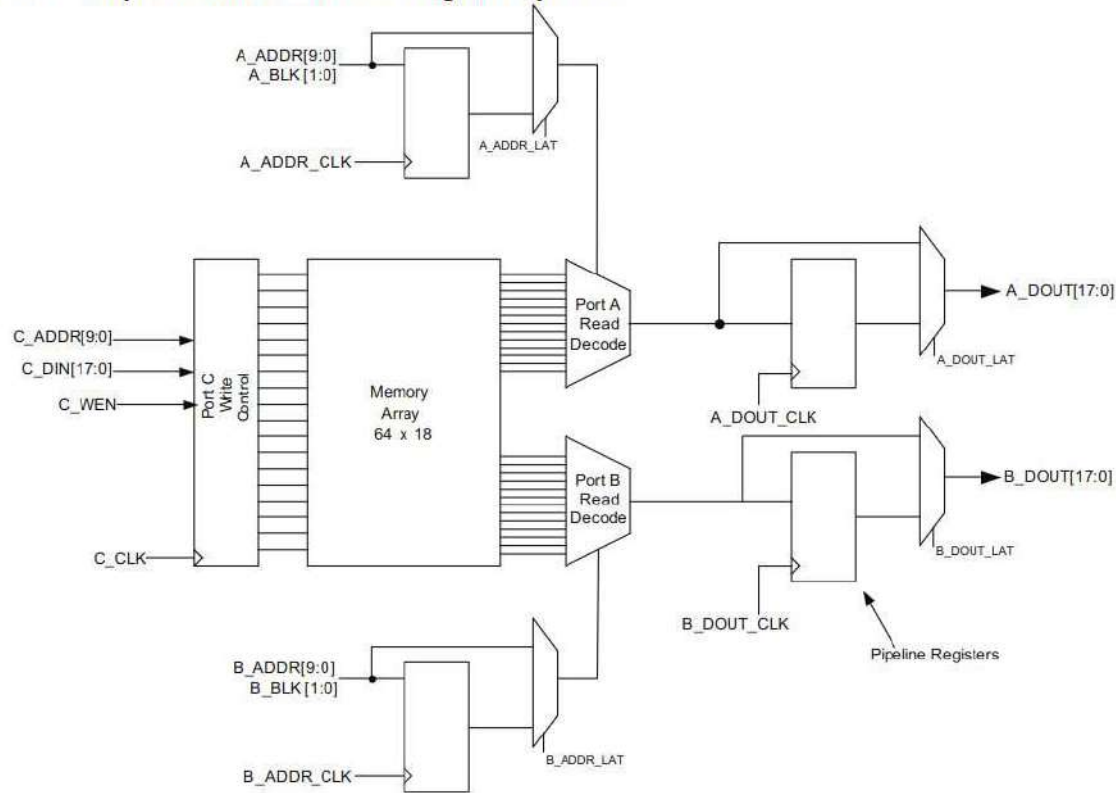 A_ADDR[9:0]
A_BLK[1:0]
A_ADDR_LAT
A_ADDR_CLK
Port A
Read
Decode
A_DOUT[17:0]
A_DOUT_LAT
A_DOUT_CLK
C_ADDR[9:0]
C_DIN[17:0]
C_WEN
C_CLK
Port C
Write
Control
Memory
Array
64 x 18
Port B
Read
Decode
B_DOUT[17:0]
B_DOUT_LAT
B_DOUT_CLK
Pipeline Registers
B_ADDR[9:0]
B_BLK[1:0]
B_ADDR_LAT
B_ADDR_CLK